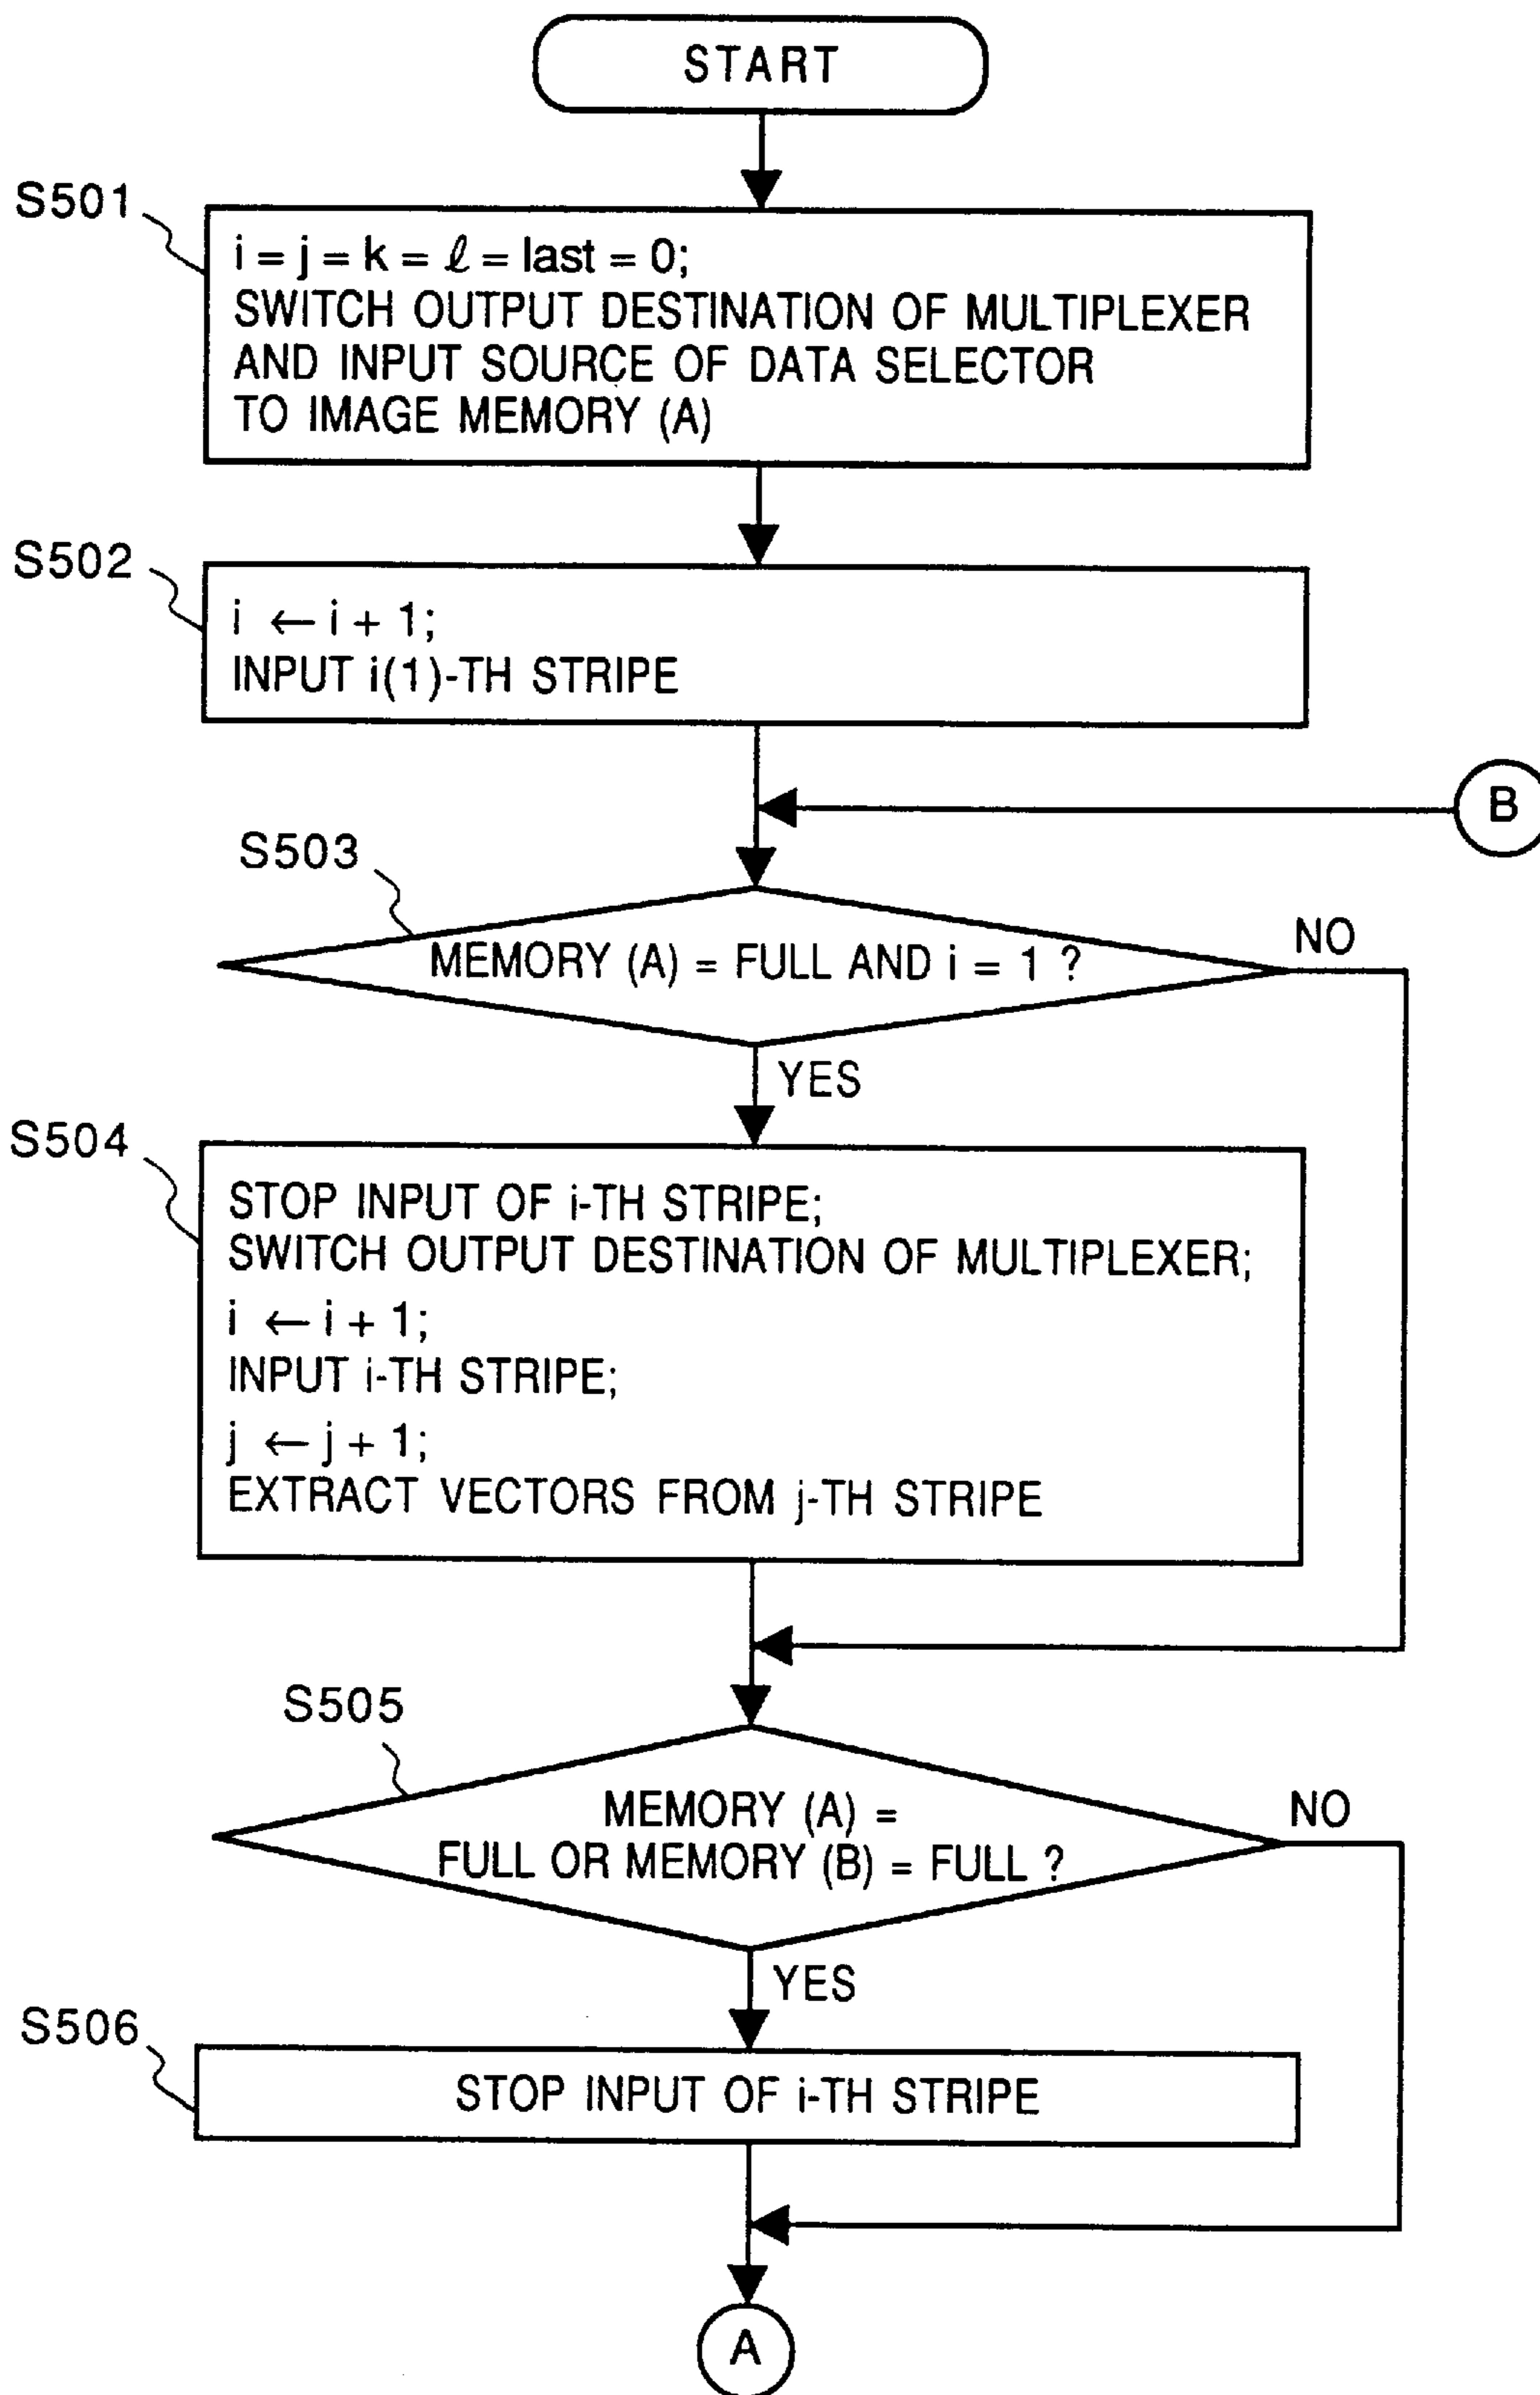 START
S501
i = j = k = ℓ = last = 0;
SWITCH OUTPUT DESTINATION OF MULTIPLEXER
AND INPUT SOURCE OF DATA SELECTOR
TO IMAGE MEMORY (A)
S502
i ← i + 1;
INPUT i(1)-TH STRIPE
B
S503
MEMORY (A) = FULL AND i = 1 ?
NO
YES
S504
STOP INPUT OF i-TH STRIPE;
SWITCH OUTPUT DESTINATION OF MULTIPLEXER;
i ← i + 1;
INPUT i-TH STRIPE;
j ← j + 1;
EXTRACT VECTORS FROM j-TH STRIPE
S505
MEMORY (A) =
FULL OR MEMORY (B) = FULL ?
NO
YES
S506
STOP INPUT OF i-TH STRIPE
A